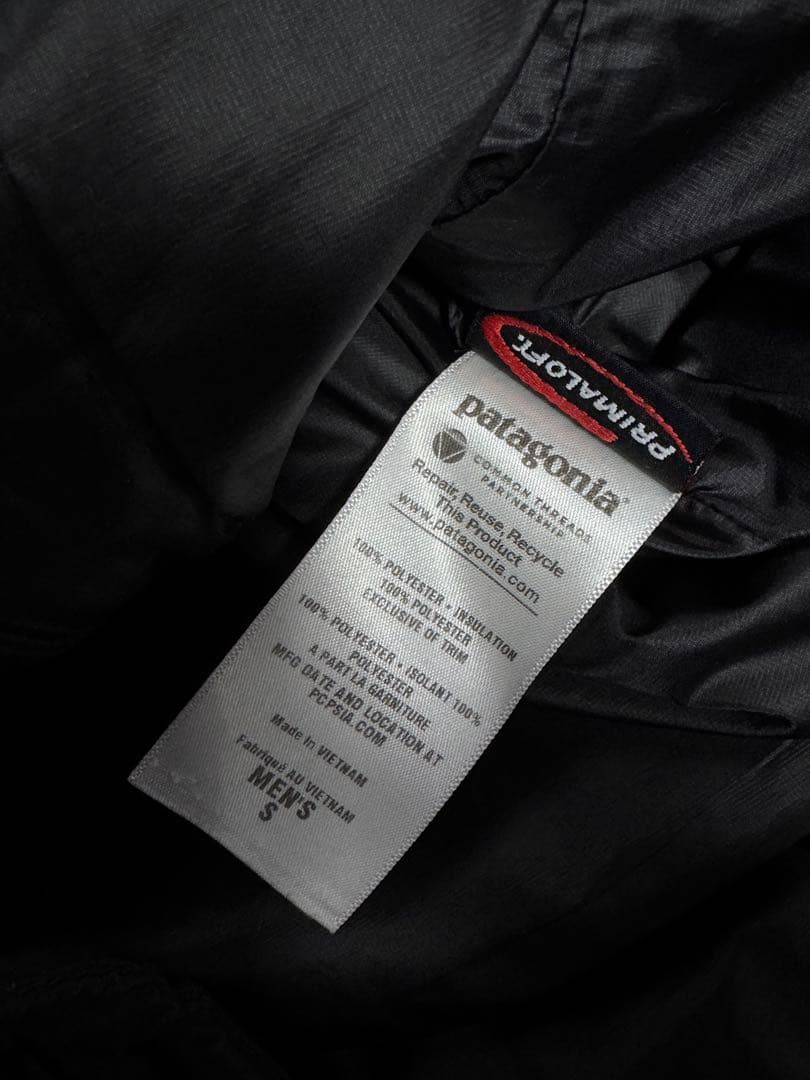 PRIMALOFT.
patagonia®
COMMON THREADS
PARTNERSHIP
Repair, Reuse, Recycle
This Product
www.patagonia.com
100% POLYESTER • INSULATION
100% POLYESTER
EXCLUSIVE OF TRIM
100% POLYESTER • ISOLANT 100%
POLYESTER
A PART LA GARNITURE
MFG DATE AND LOCATION AT
PCPSIA.COM
Made in VIETNAM
Fabriqué AU VIETNAM
MEN'S
S